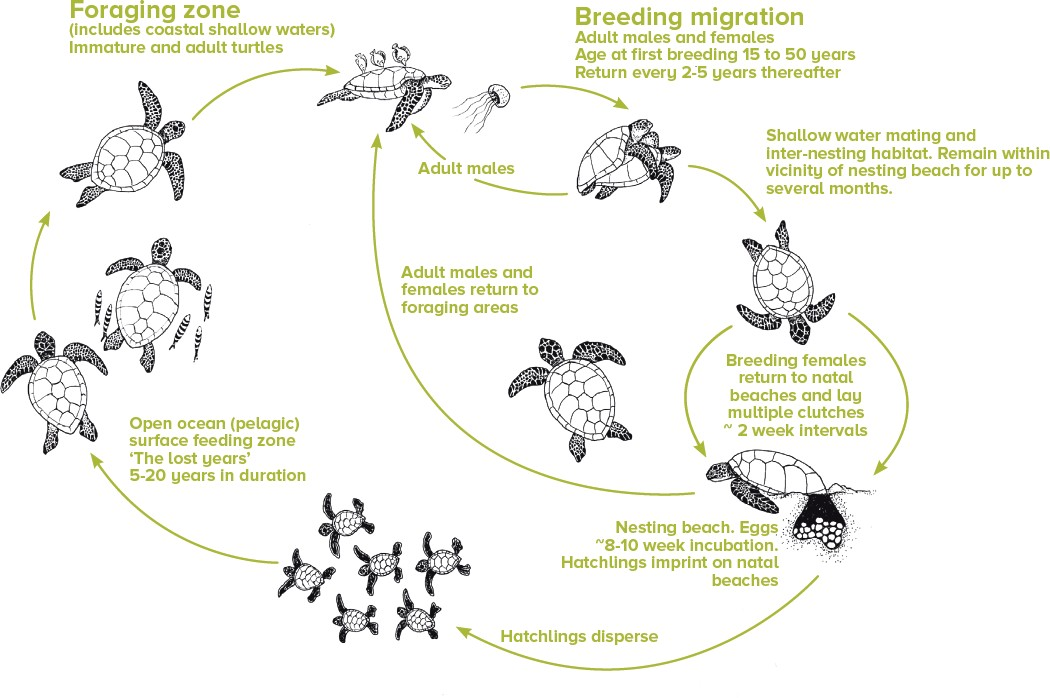 Foraging zone
(includes coastal shallow waters)
Immature and adult turtles
Breeding migration
Adult males and females
Age at first breeding 15 to 50 years
Return every 2-5 years thereafter
Adult males
Shallow water mating and
inter-nesting habitat. Remain within
vicinity of nesting beach for up to
several months.
Adult males and
females return to
foraging areas
Breeding females
return to natal
beaches and lay
multiple clutches
~ 2 week intervals
Open ocean (pelagic)
surface feeding zone
‘The lost years’
5-20 years in duration
Nesting beach. Eggs
~8-10 week incubation.
Hatchlings imprint on natal
beaches
Hatchlings disperse